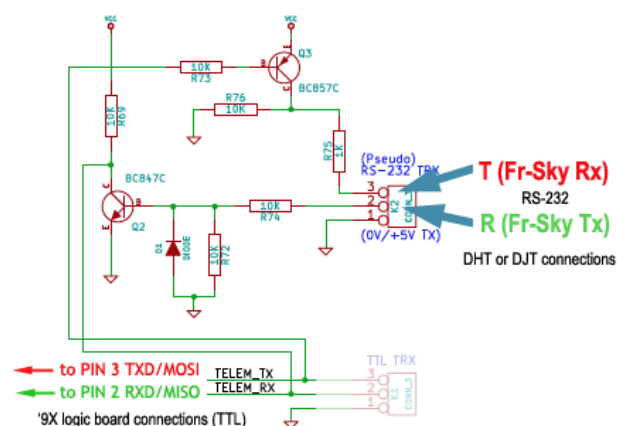 VCC
VCC
E
Q3
10K
B
R73
C
BC857C
R76
10K
10K
R69
R75
1K
(Pseudo)
RS-232 TRX
T (Fr-Sky Rx)
RS-232
R (Fr-Sky Tx)
DHT or DJT connections
BC847C
C
B
E
Q2
10K
R74
3
2
1
K2
CONN_3
(0V/+5V TX)
D1
DIODE
10K
R72
TTL TRX
to PIN 3 TXD/MOSI
TELEM_TX
3
to PIN 2 RXD/MISO
TELEM_RX
2
1
K1
CONN_3
'9X logic board connections (TTL)